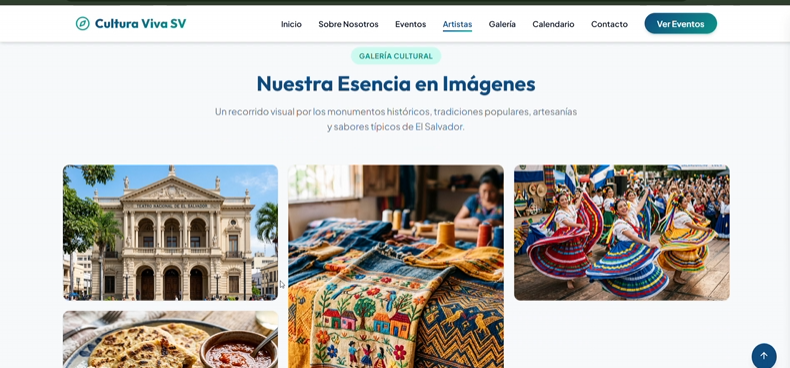 Cultura Viva SV
Inicio
Sobre Nosotros
Eventos
Artistas
Galería
Calendario
Contacto
Ver Eventos
GALERÍA CULTURAL
Nuestra Esencia en Imágenes
Un recorrido visual por los monumentos históricos, tradiciones populares, artesanías
y sabores típicos de El Salvador.
TEATRO NACIONAL DE EL SALVADOR